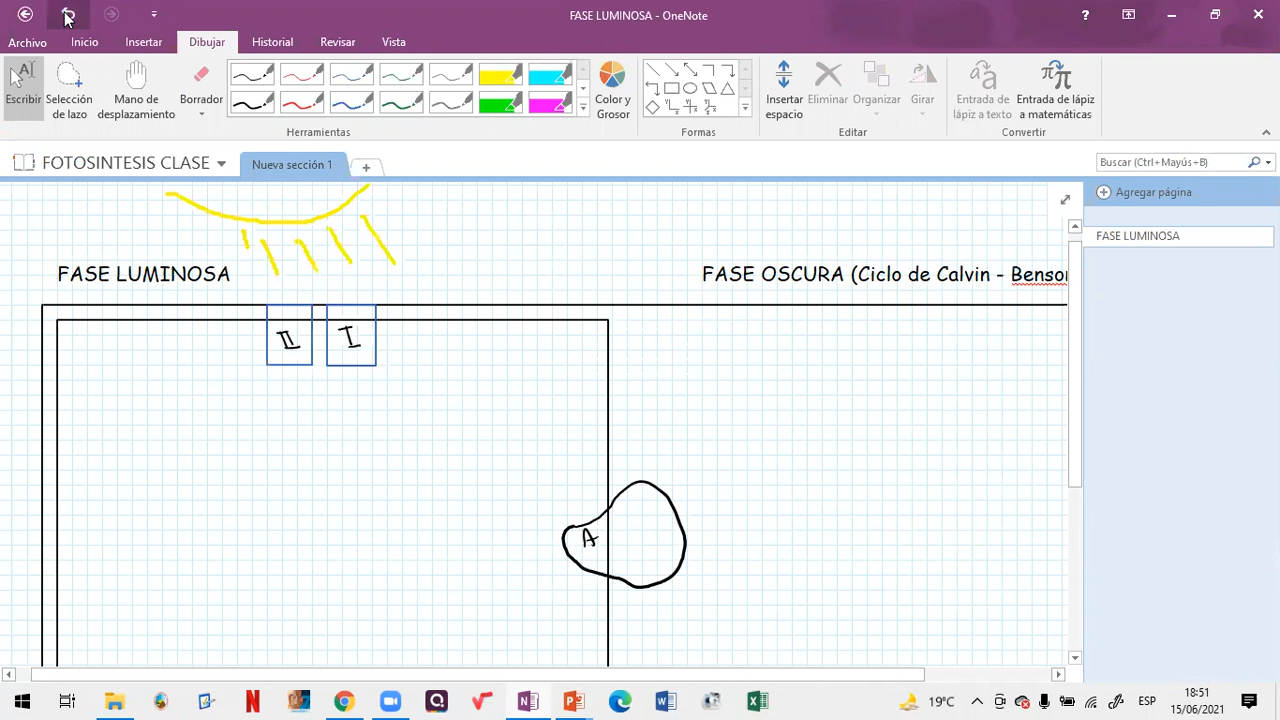 FASE LUMINOSA - OneNote
?
Archivo
Inicio
Insertar
Dibujar
Historial
Revisar
Vista
Escribir
Selección de lazo
Mano de desplazamiento
Borrador
Color y Grosor
Insertar espacio
Eliminar
Organizar
Girar
Entrada de lápiz a texto
Entrada de lápiz a matemáticas
Herramientas
Formas
Editar
Convertir
FOTOSINTESIS CLASE
Nueva sección 1
Buscar (Ctrl+Mayús+B)
Agregar página
FASE LUMINOSA
FASE LUMINOSA
FASE OSCURA (Ciclo de Calvin - Benson
II
I
A
19°C
ESP
18:51
15/06/2021